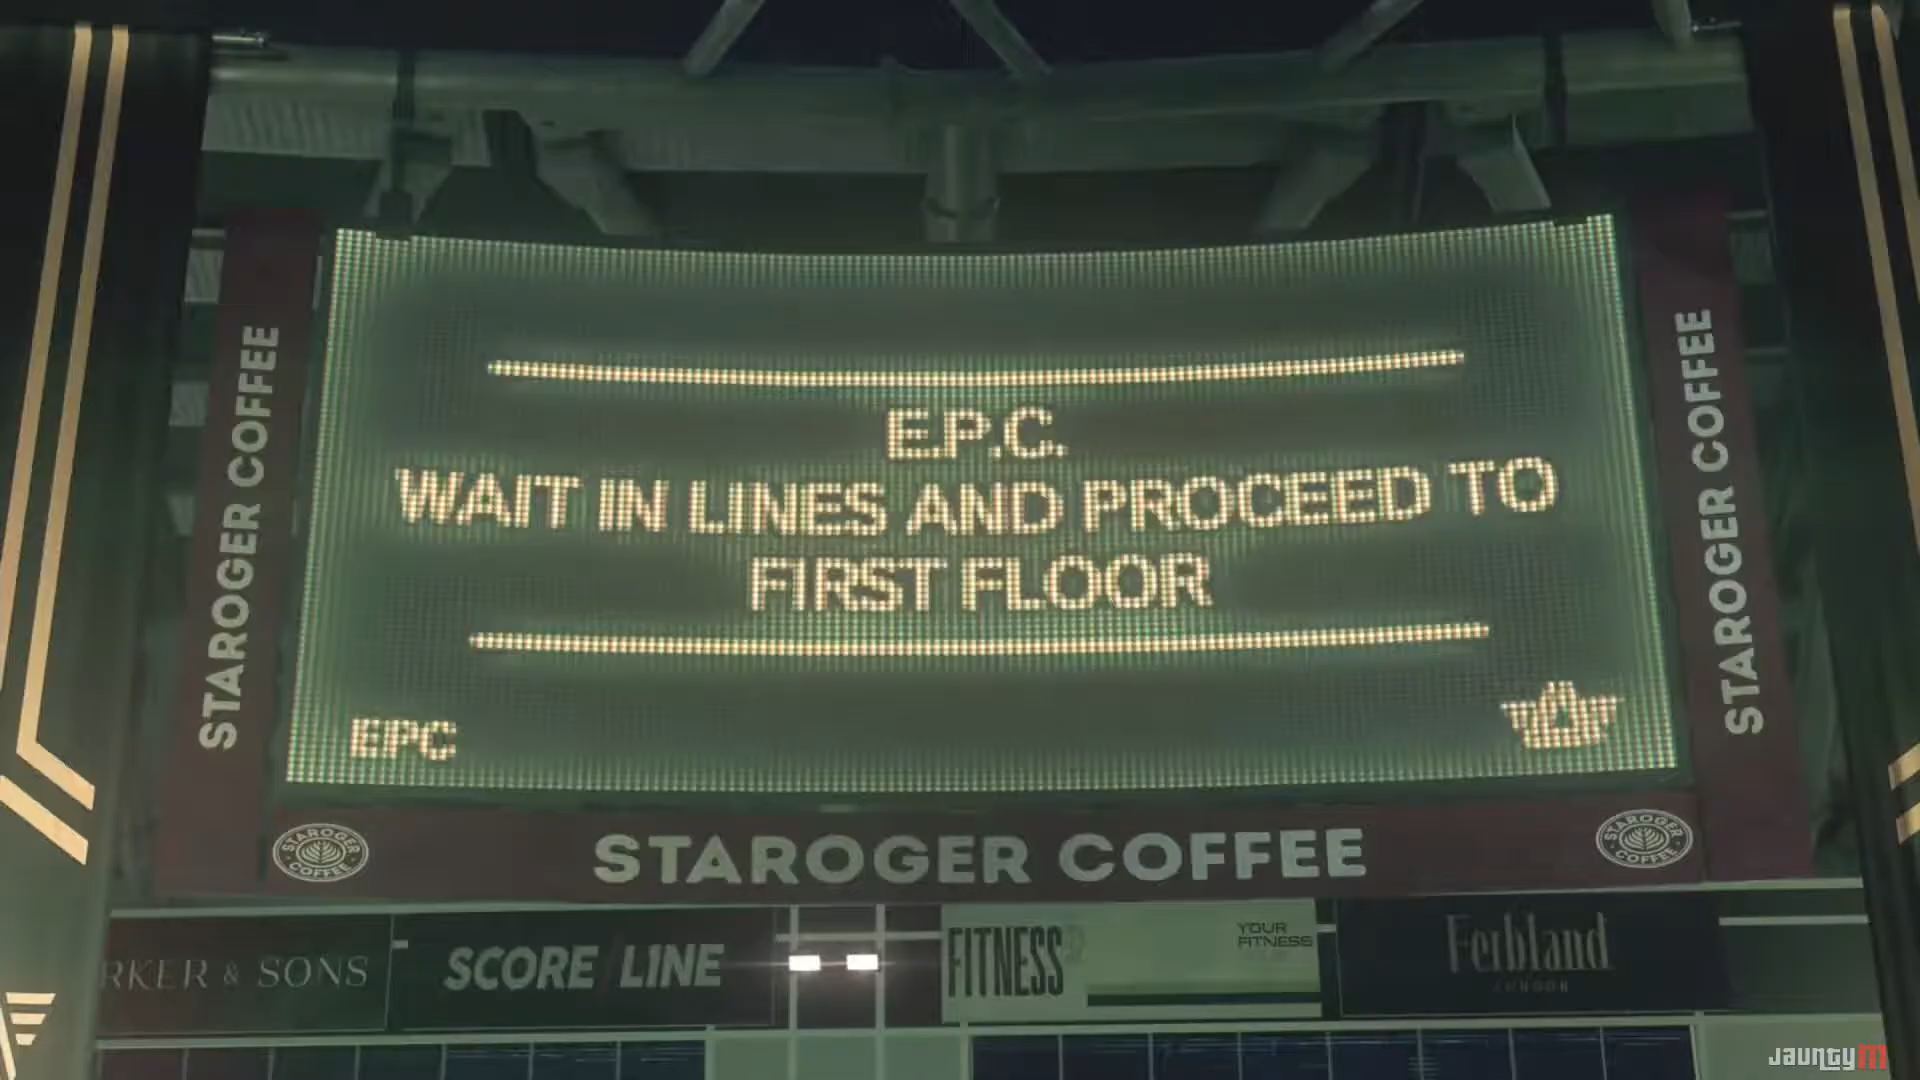 E.P.C.
WAIT IN LINES AND PROCEED TO
FIRST FLOOR
EPC
STAROGER COFFEE
STAROGER COFFEE
STAROGER COFFEE
STAROGER COFFEE
STAROGER COFFEE
RKER & SONS
SCORE / LINE
FITNESS
YOUR
FITNESS
Ferbland
LONDON
JauntyM